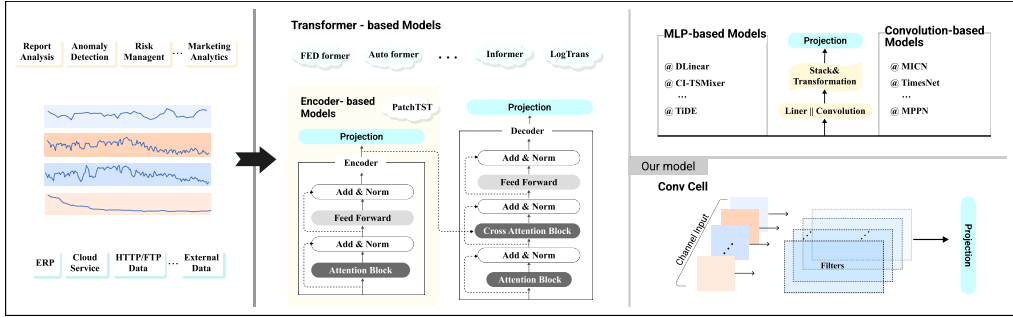 Report
Analysis
Anomaly
Detection
Risk
Managent
...
Marketing
Analytics
ERP
Cloud
Service
HTTP/FTP
Data
...
External
Data
Transformer - based Models
FED former
Auto former
...
Informer
LogTrans
Encoder- based
Models
PatchTST
Projection
Encoder
Add & Norm
Feed Forward
Add & Norm
Attention Block
Projection
Decoder
Add & Norm
Feed Forward
Add & Norm
Cross Attention Block
Add & Norm
Attention Block
MLP-based Models
@ DLinear
@ CI-TSMixer
...
@ TiDE
Projection
Stack&
Transformation
Liner || Convolution
Convolution-based
Models
@ MICN
@ TimesNet
...
@ MPPN
Our model
Conv Cell
Channel Input
Filters
Projection